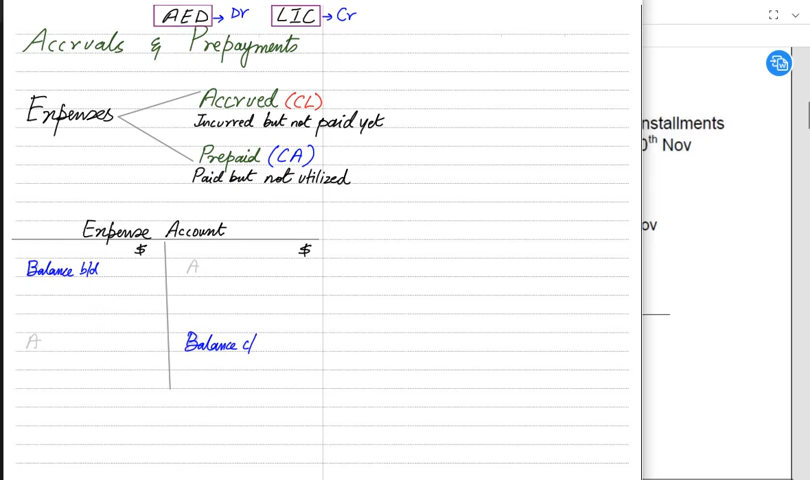 AED → Dr LIC → Cr
Accruals & Prepayments
Expenses
Accrued (CL)
Incurred but not paid yet
Prepaid (CA)
Paid but not utilized
Expense Account
$ $
Balance b/d A
A Balance c/
nstallments
0th Nov
ov